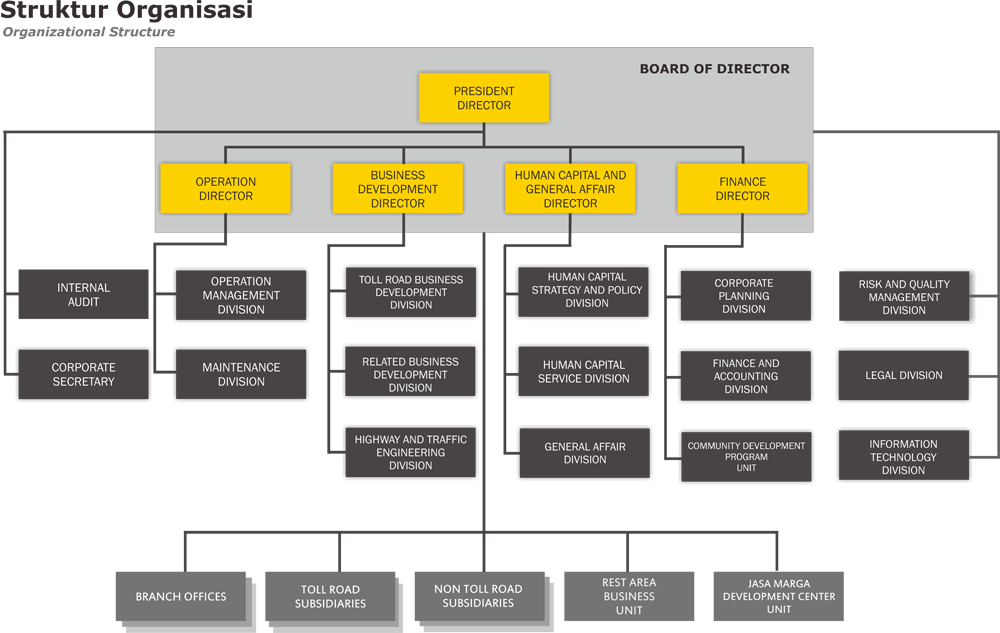 Struktur Organisasi
Organizational Structure
BOARD OF DIRECTOR
PRESIDENT
DIRECTOR
OPERATION
DIRECTOR
BUSINESS
DEVELOPMENT
DIRECTOR
HUMAN CAPITAL AND
GENERAL AFFAIR
DIRECTOR
FINANCE
DIRECTOR
INTERNAL
AUDIT
OPERATION
MANAGEMENT
DIVISION
TOLL ROAD BUSINESS
DEVELOPMENT
DIVISION
HUMAN CAPITAL
STRATEGY AND POLICY
DIVISION
CORPORATE
PLANNING
DIVISION
RISK AND QUALITY
MANAGEMENT
DIVISION
CORPORATE
SECRETARY
MAINTENANCE
DIVISION
RELATED BUSINESS
DEVELOPMENT
DIVISION
HUMAN CAPITAL
SERVICE DIVISION
FINANCE AND
ACCOUNTING
DIVISION
LEGAL DIVISION
HIGHWAY AND TRAFFIC
ENGINEERING
DIVISION
GENERAL AFFAIR
DIVISION
COMMUNITY DEVELOPMENT
PROGRAM
UNIT
INFORMATION
TECHNOLOGY
DIVISION
BRANCH OFFICES
TOLL ROAD
SUBSIDIARIES
NON TOLL ROAD
SUBSIDIARIES
REST AREA
BUSINESS
UNIT
JASA MARGA
DEVELOPMENT CENTER
UNIT